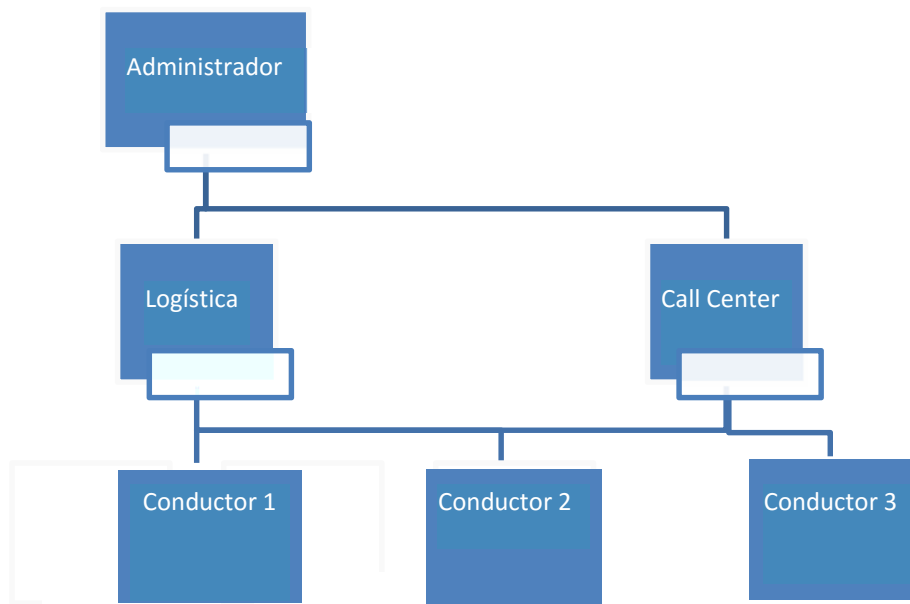 Administrador
Logística
Call Center
Conductor 1
Conductor 2
Conductor 3